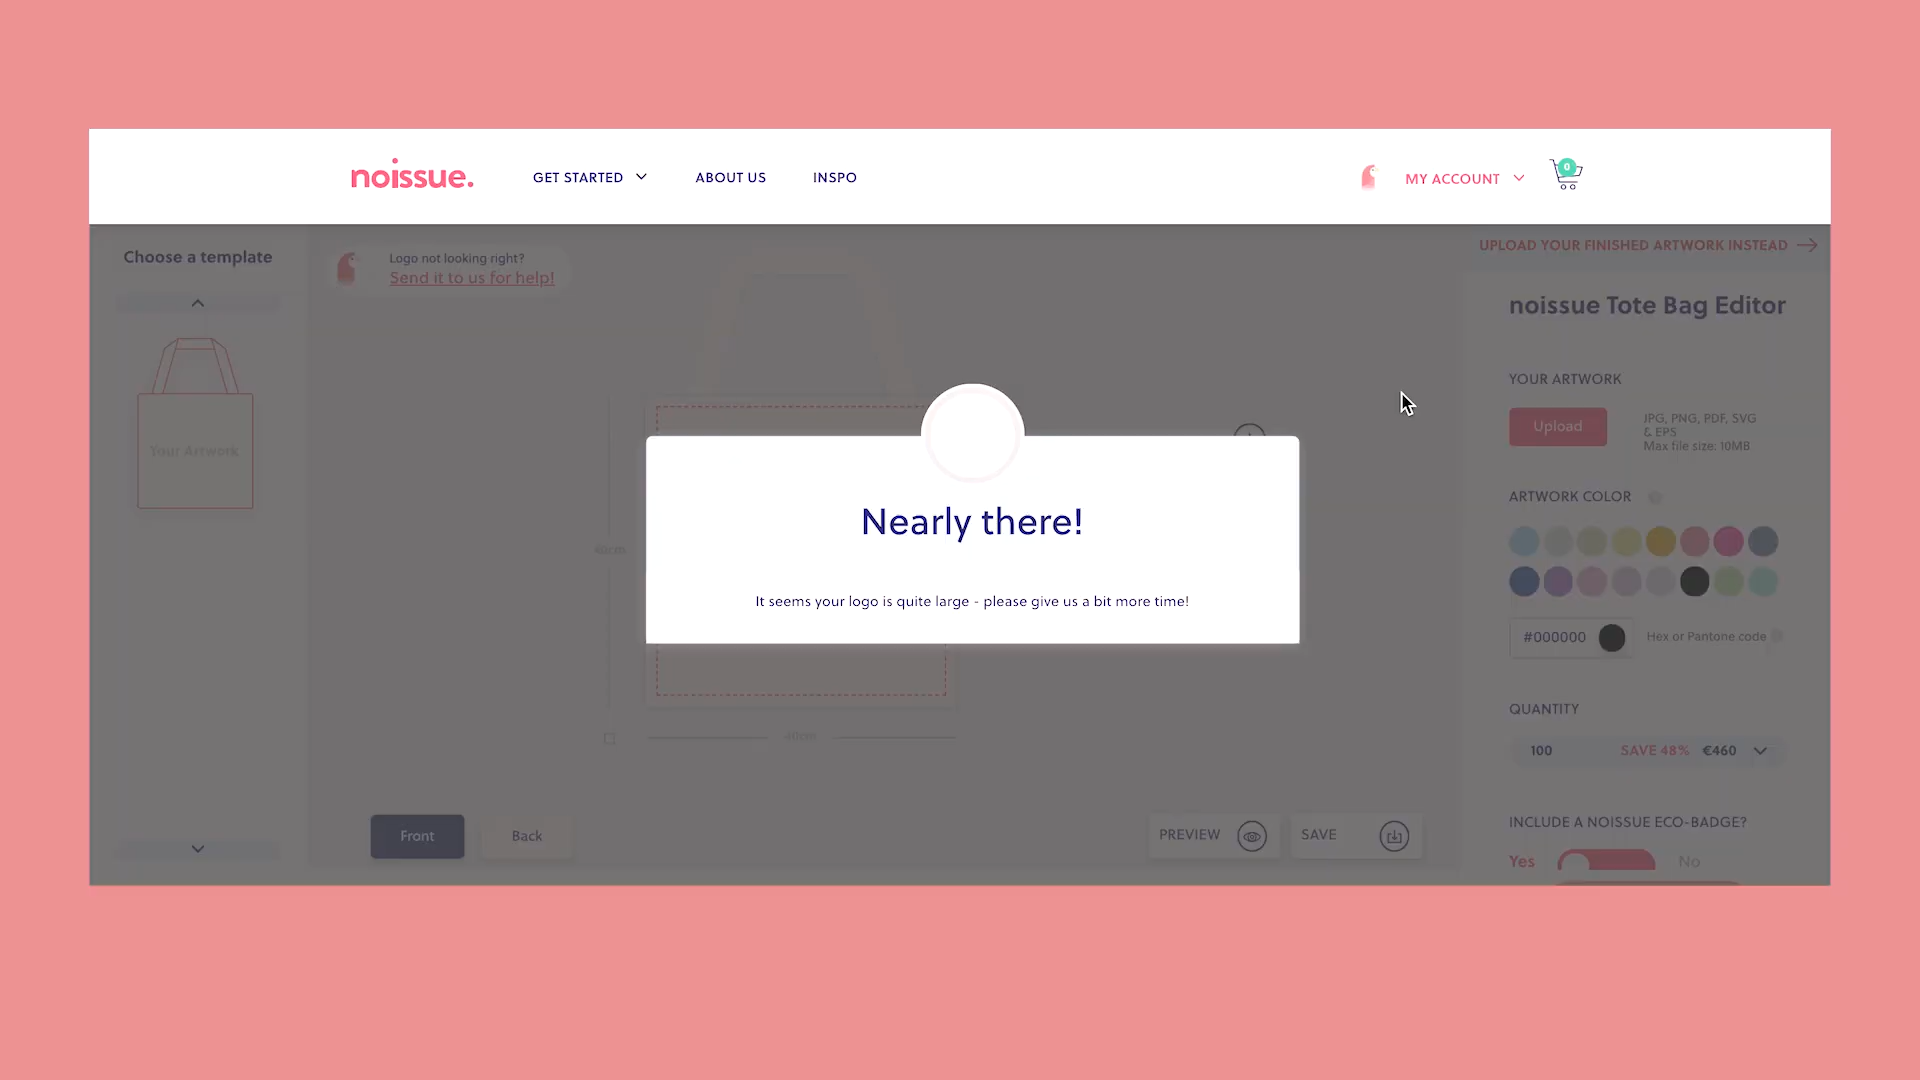 noissue.
GET STARTED
ABOUT US
INSPO
MY ACCOUNT
0
Choose a template
Logo not looking right?
Send it to us for help!
UPLOAD YOUR FINISHED ARTWORK INSTEAD
noissue Tote Bag Editor
Your Artwork
YOUR ARTWORK
Upload
JPG, PNG, PDF, SVG
& EPS
Max file size: 10MB
ARTWORK COLOR
Nearly there!
It seems your logo is quite large - please give us a bit more time!
40cm
40cm
#000000
Hex or Pantone code
QUANTITY
100
SAVE 48%
€460
Front
Back
PREVIEW
SAVE
INCLUDE A NOISSUE ECO-BADGE?
Yes
No